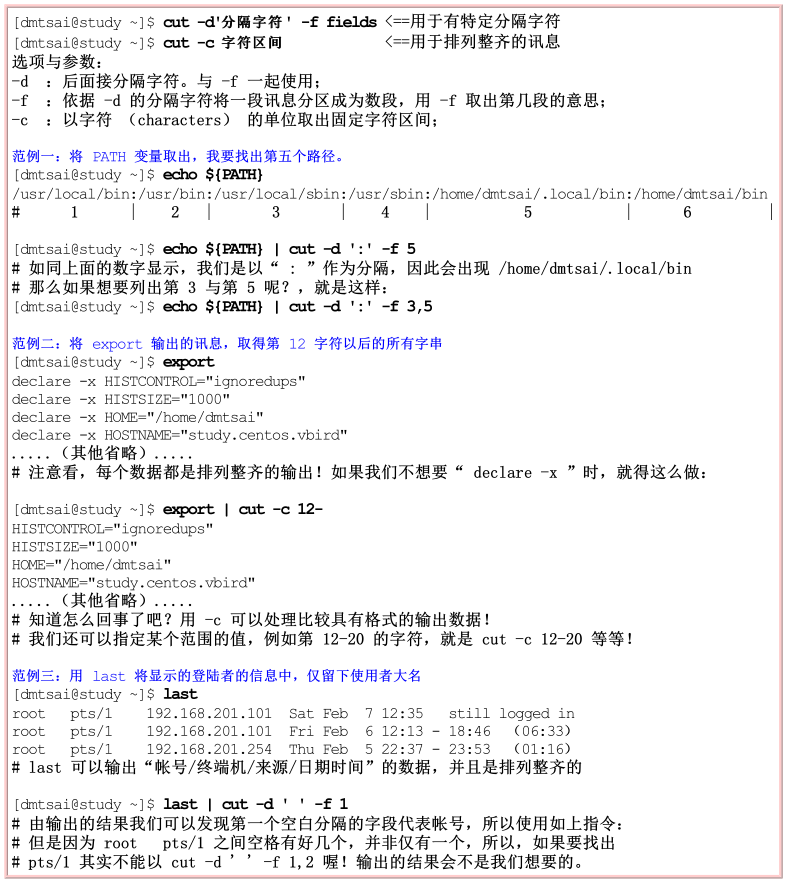 [dmtsai@study ~]$ cut -d'分隔字符' -f fields <==用于有特定分隔字符
[dmtsai@study ~]$ cut -c 字符区间            <==用于排列整齐的讯息
选项与参数：
-d  ：后面接分隔字符。与 -f 一起使用；
-f  ：依据 -d 的分隔字符将一段讯息分区成为数段，用 -f 取出第几段的意思；
-c  ：以字符 （characters） 的单位取出固定字符区间；
范例一：将 PATH 变量取出，我要找出第五个路径。
[dmtsai@study ~]$ echo ${PATH}
/usr/local/bin:/usr/bin:/usr/local/sbin:/usr/sbin:/home/dmtsai/.local/bin:/home/dmtsai/bin
#      1       |    2   |       3       |    4    |           5           |      6         |
[dmtsai@study ~]$ echo ${PATH} | cut -d ':' -f 5
# 如同上面的数字显示，我们是以“ : ”作为分隔，因此会出现 /home/dmtsai/.local/bin
# 那么如果想要列出第 3 与第 5 呢？，就是这样：
[dmtsai@study ~]$ echo ${PATH} | cut -d ':' -f 3,5
范例二：将 export 输出的讯息，取得第 12 字符以后的所有字串
[dmtsai@study ~]$ export
declare -x HISTCONTROL="ignoredups"
declare -x HISTSIZE="1000"
declare -x HOME="/home/dmtsai"
declare -x HOSTNAME="study.centos.vbird"
.....（其他省略）.....
# 注意看，每个数据都是排列整齐的输出！如果我们不想要“ declare -x ”时，就得这么做：
[dmtsai@study ~]$ export | cut -c 12-
HISTCONTROL="ignoredups"
HISTSIZE="1000"
HOME="/home/dmtsai"
HOSTNAME="study.centos.vbird"
.....（其他省略）.....
# 知道怎么回事了吧？用 -c 可以处理比较具有格式的输出数据！
# 我们还可以指定某个范围的值，例如第 12-20 的字符，就是 cut -c 12-20 等等！
范例三：用 last 将显示的登陆者的信息中，仅留下使用者大名
[dmtsai@study ~]$ last
root   pts/1    192.168.201.101  Sat Feb  7 12:35   still logged in
root   pts/1    192.168.201.101  Fri Feb  6 12:13 - 18:46  （06:33）
root   pts/1    192.168.201.254  Thu Feb  5 22:37 - 23:53  （01:16）
# last 可以输出“帐号/终端机/来源/日期时间”的数据，并且是排列整齐的
[dmtsai@study ~]$ last | cut -d ' ' -f 1
# 由输出的结果我们可以发现第一个空白分隔的字段代表帐号，所以使用如上指令：
# 但是因为 root   pts/1 之间空格有好几个，并非仅有一个，所以，如果要找出
# pts/1 其实不能以 cut -d ’ ’ -f 1,2 喔！输出的结果会不是我们想要的。